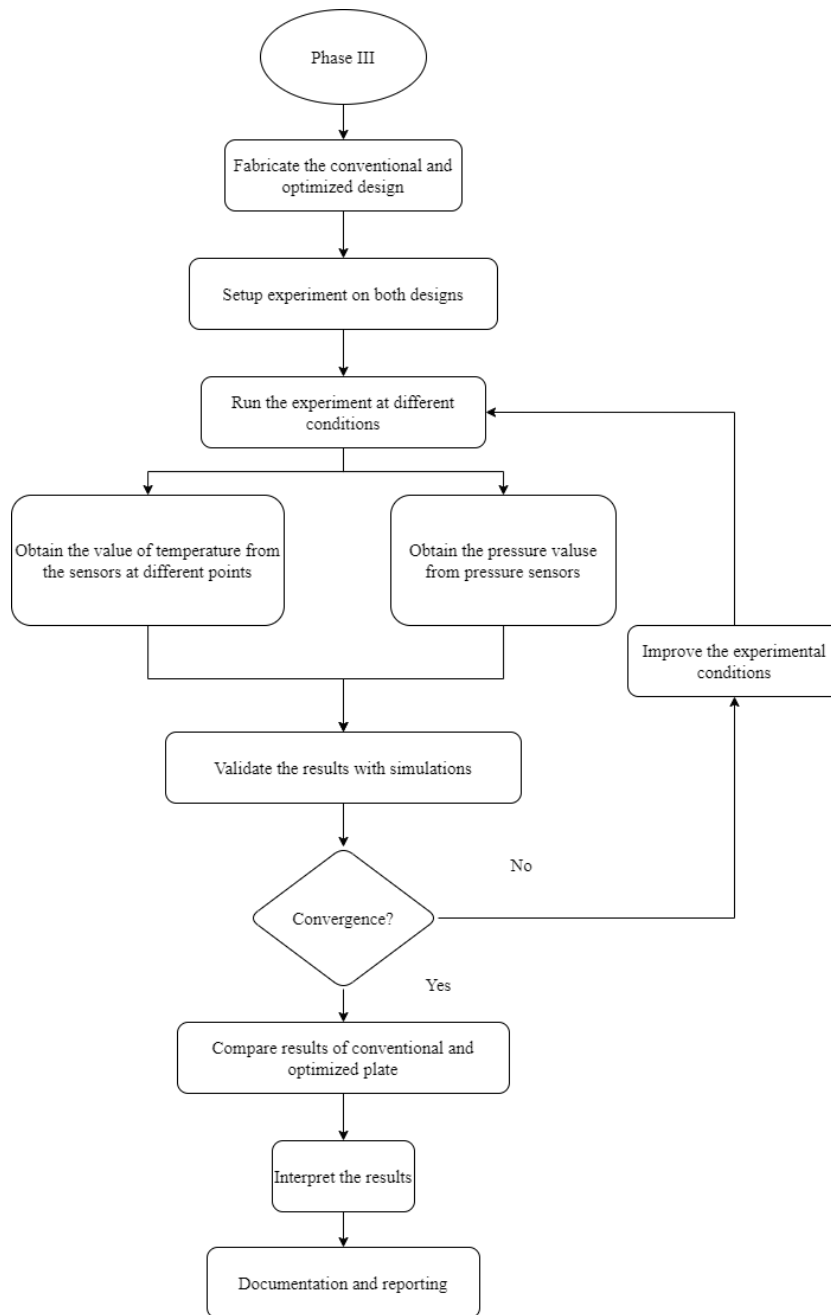 Phase III
Fabricate the conventional and
optimized design
Setup experiment on both designs
Run the experiment at different
conditions
Obtain the value of temperature from
the sensors at different points
Obtain the pressure valuse
from pressure sensors
Improve the experimental
conditions
Validate the results with simulations
No
Convergence?
Yes
Compare results of conventional and
optimized plate
Interpret the results
Documentation and reporting